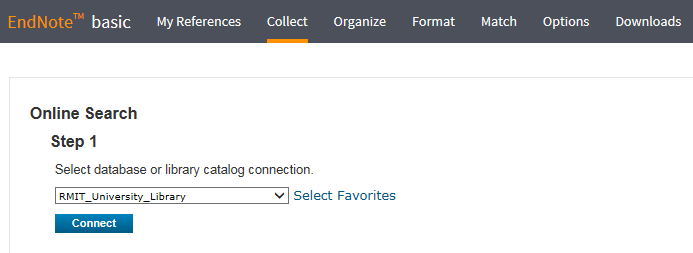 EndNote™ basic My References Collect Organize Format Match Options Downloads
Online Search
Step 1
Select database or library catalog connection.
RMIT_University_Library Select Favorites
Connect